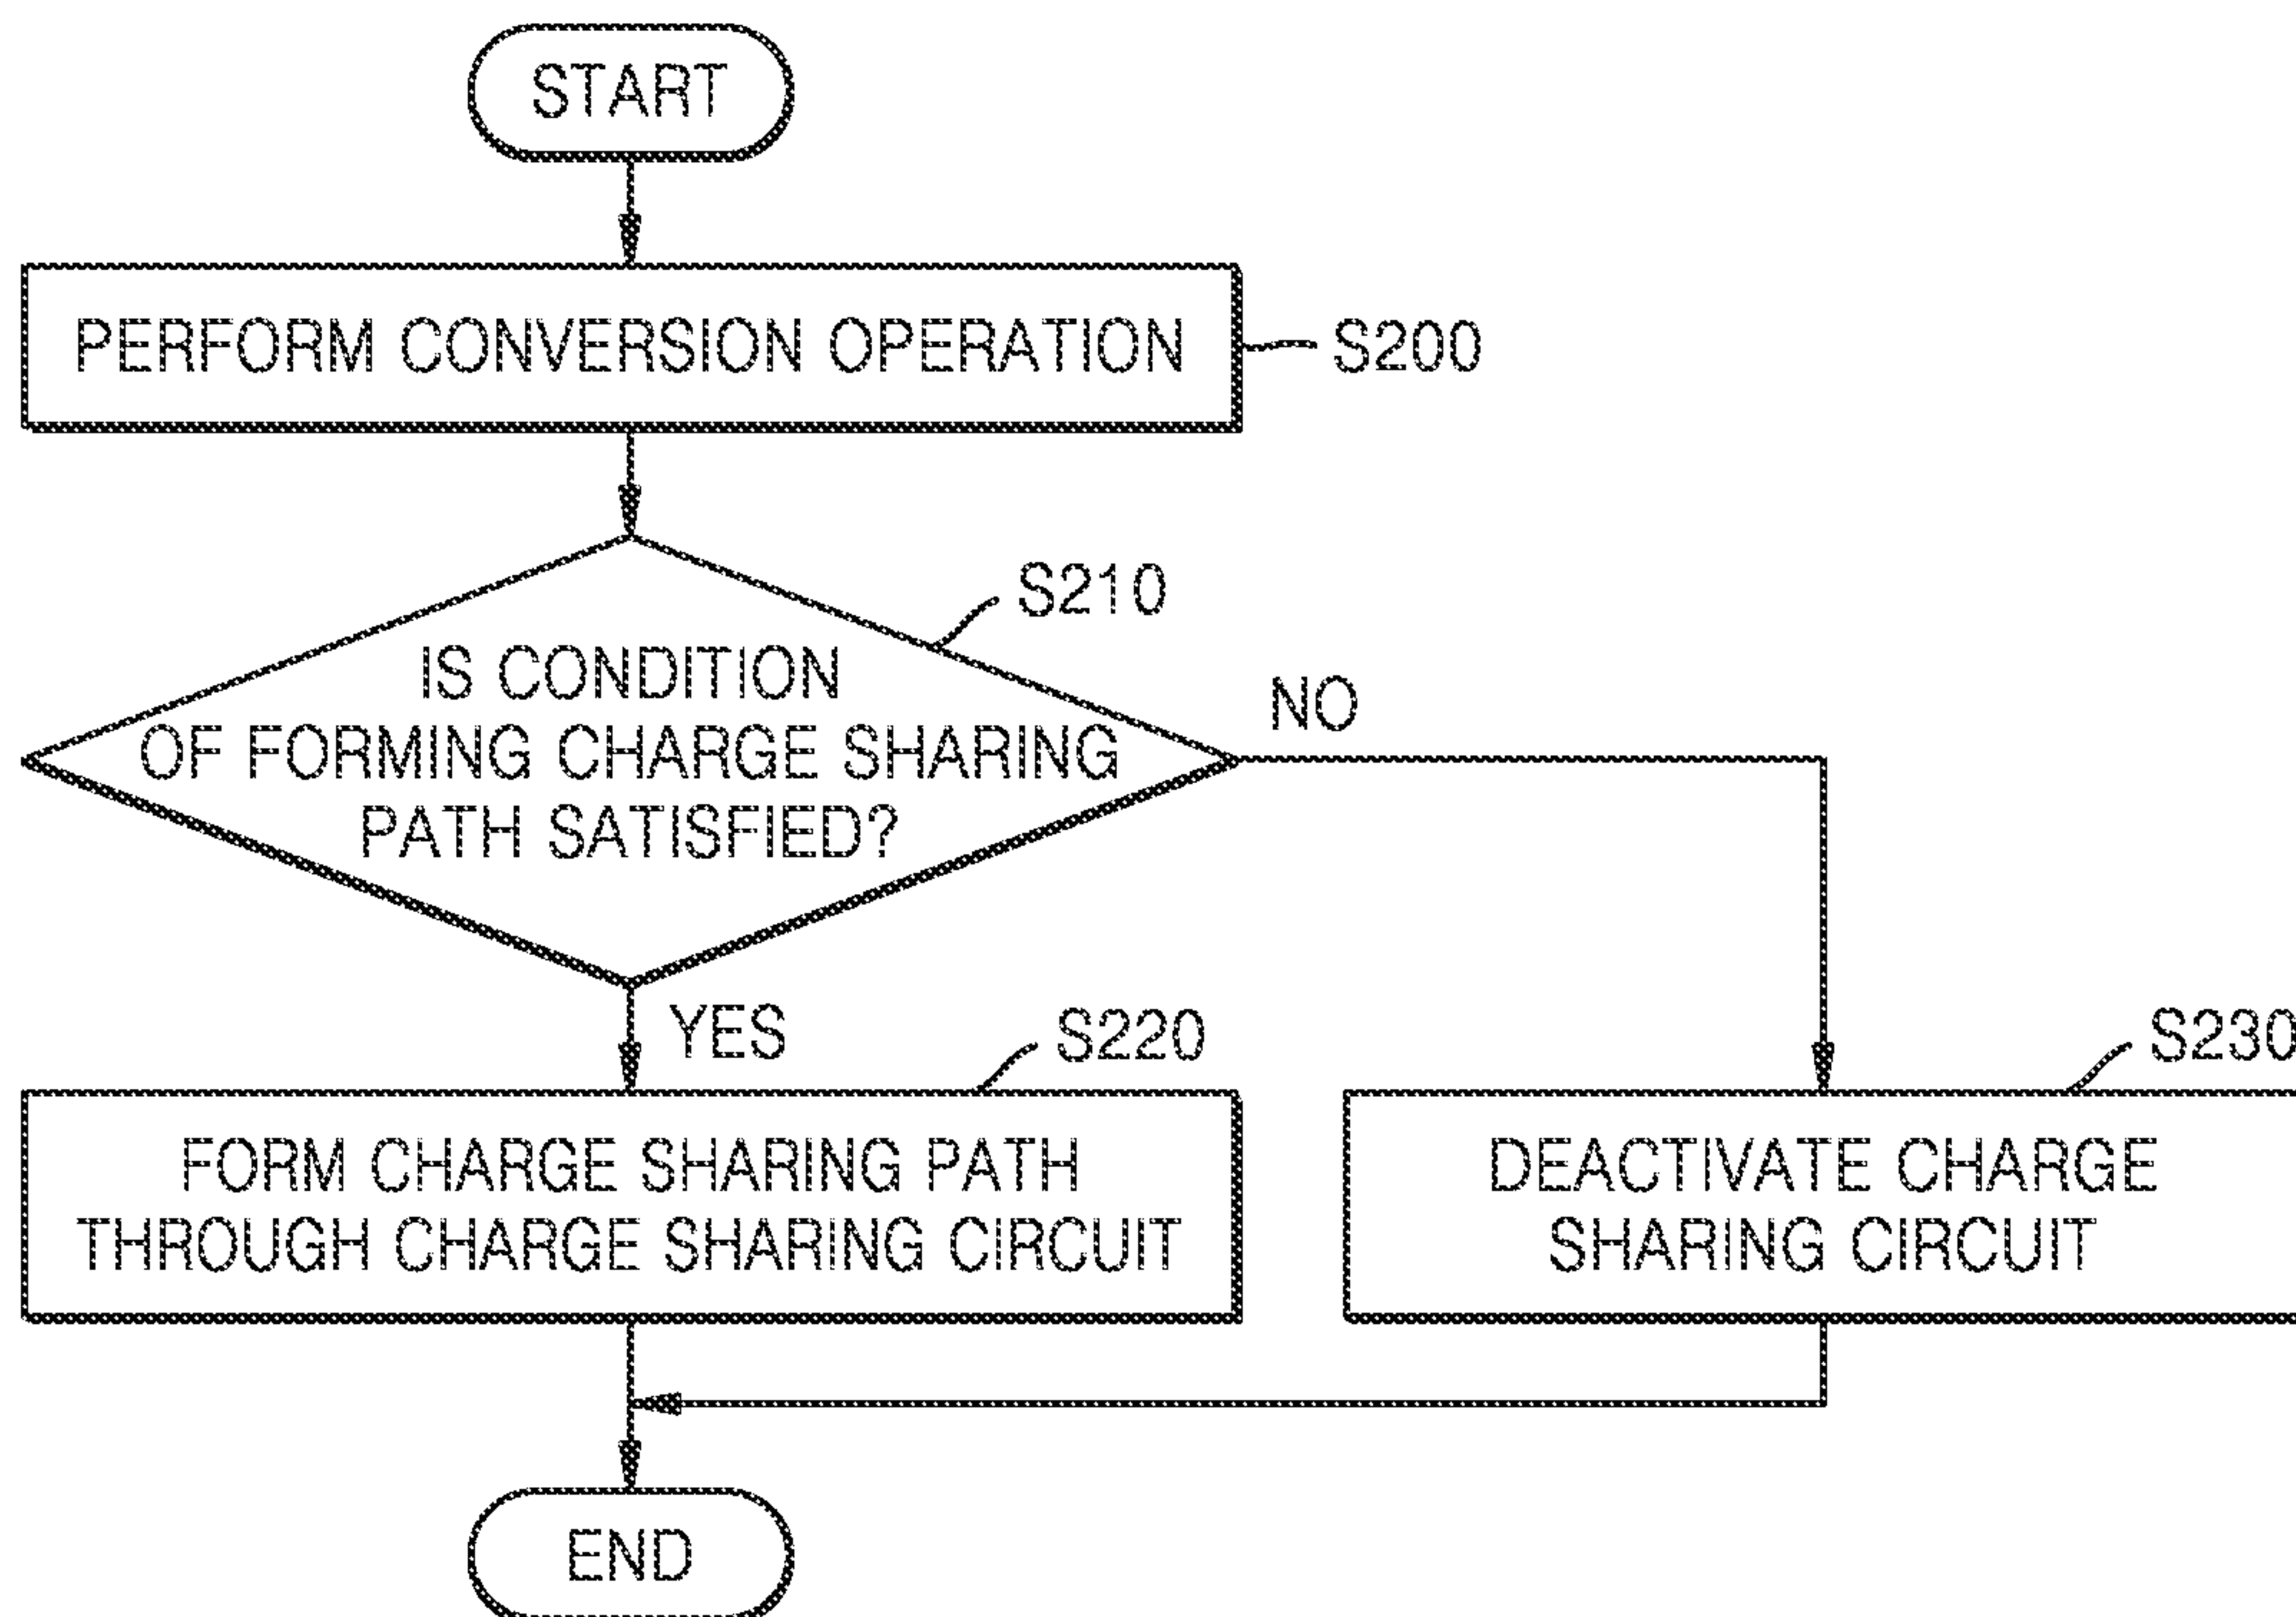 START
PERFORM CONVERSION OPERATION
S200
S210
IS CONDITION
OF FORMING CHARGE SHARING
PATH SATISFIED?
NO
YES
S220
S230
FORM CHARGE SHARING PATH
THROUGH CHARGE SHARING CIRCUIT
DEACTIVATE CHARGE
SHARING CIRCUIT
END